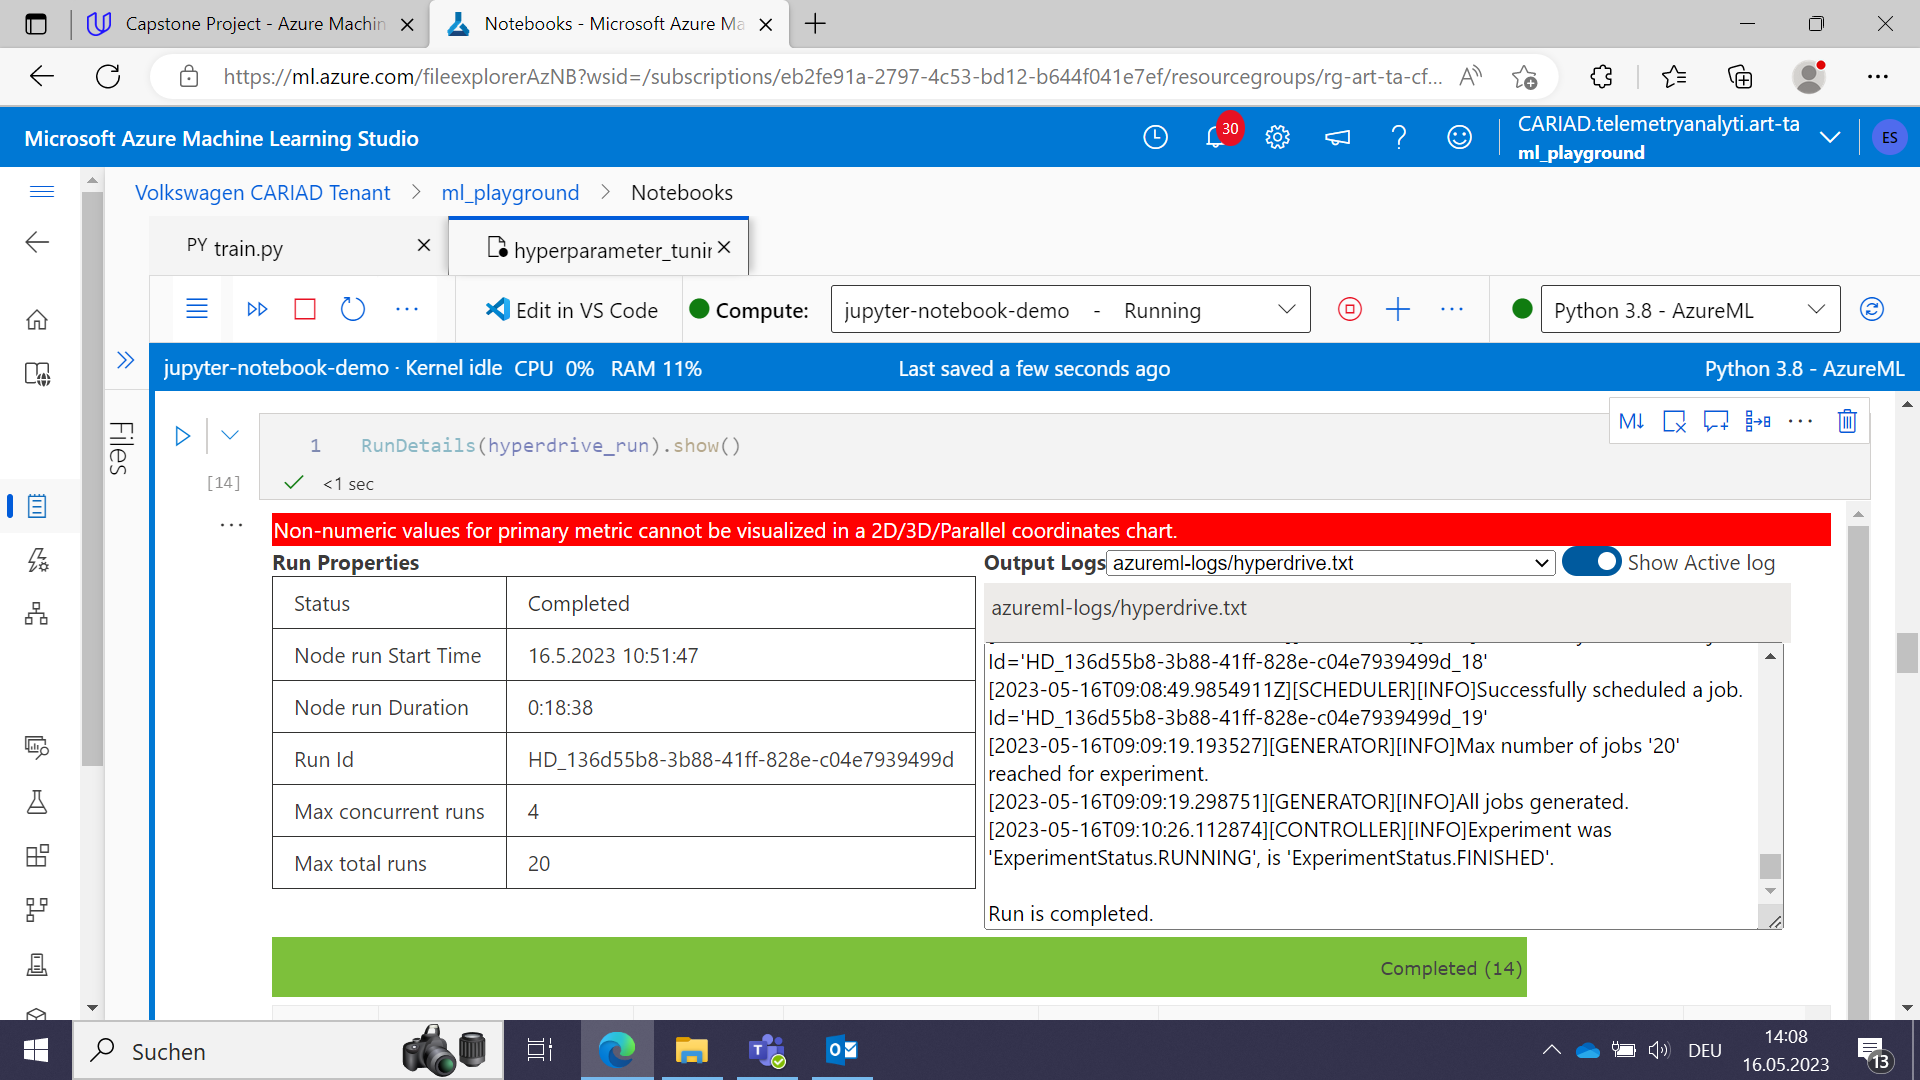 Capstone Project - Azure Machin
Notebooks - Microsoft Azure Ma
https://ml.azure.com/fileexplorerAzNB?wsid=/subscriptions/eb2fe91a-2797-4c53-bd12-b644f041e7ef/resourcegroups/rg-art-ta-cf...
Microsoft Azure Machine Learning Studio
30
CARIAD.telemetryanalyti.art-ta
ml_playground
ES
Volkswagen CARIAD Tenant > ml_playground > Notebooks
PY train.py
hyperparameter_tunin
Edit in VS Code
Compute:
jupyter-notebook-demo - Running
Python 3.8 - AzureML
jupyter-notebook-demo · Kernel idle CPU 0% RAM 11%
Last saved a few seconds ago
Python 3.8 - AzureML
Files
1 RunDetails(hyperdrive_run).show()
M↓
[14]
<1 sec
Non-numeric values for primary metric cannot be visualized in a 2D/3D/Parallel coordinates chart.
Run Properties
Status Completed
Node run Start Time 16.5.2023 10:51:47
Node run Duration 0:18:38
Run Id HD_136d55b8-3b88-41ff-828e-c04e7939499d
Max concurrent runs 4
Max total runs 20
Output Logs azureml-logs/hyperdrive.txt Show Active log
azureml-logs/hyperdrive.txt
Id='HD_136d55b8-3b88-41ff-828e-c04e7939499d_18'
[2023-05-16T09:08:49.9854911Z][SCHEDULER][INFO]Successfully scheduled a job.
Id='HD_136d55b8-3b88-41ff-828e-c04e7939499d_19'
[2023-05-16T09:09:19.193527][GENERATOR][INFO]Max number of jobs '20'
reached for experiment.
[2023-05-16T09:09:19.298751][GENERATOR][INFO]All jobs generated.
[2023-05-16T09:10:26.112874][CONTROLLER][INFO]Experiment was
'ExperimentStatus.RUNNING', is 'ExperimentStatus.FINISHED'.
Run is completed.
Completed (14)
Suchen
DEU
14:08
16.05.2023
13